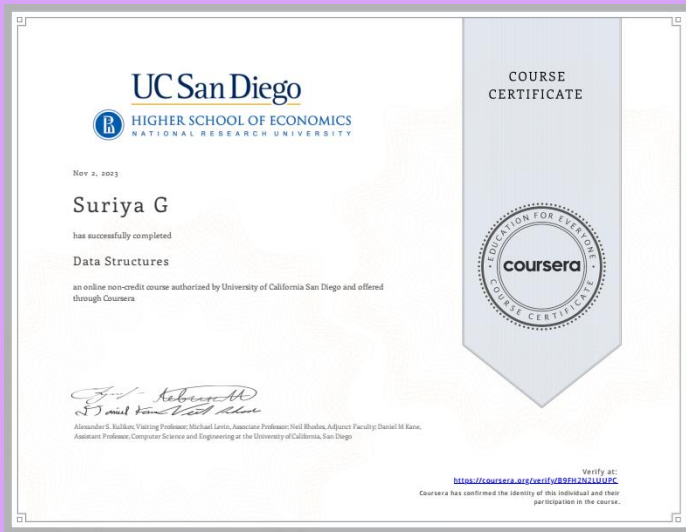 UC San Diego
HIGHER SCHOOL OF ECONOMICS
NATIONAL RESEARCH UNIVERSITY
COURSE
CERTIFICATE
Nov 2, 2023
Suriya G
has successfully completed
Data Structures
an online non-credit course authorized by University of California San Diego and offered
through Coursera
EDUCATION FOR EVERYONE
coursera
COURSE CERTIFICATE
Alexander S. Kulikov, Visiting Professor; Michael Levin, Associate Professor; Neil Rhodes, Adjunct Faculty; Daniel M Kane,
Assistant Professor, Computer Science and Engineering at the University of California, San Diego
Verify at:
https://coursera.org/verify/B9FH2N2LUUPC
Coursera has confirmed the identity of this individual and their
participation in the course.